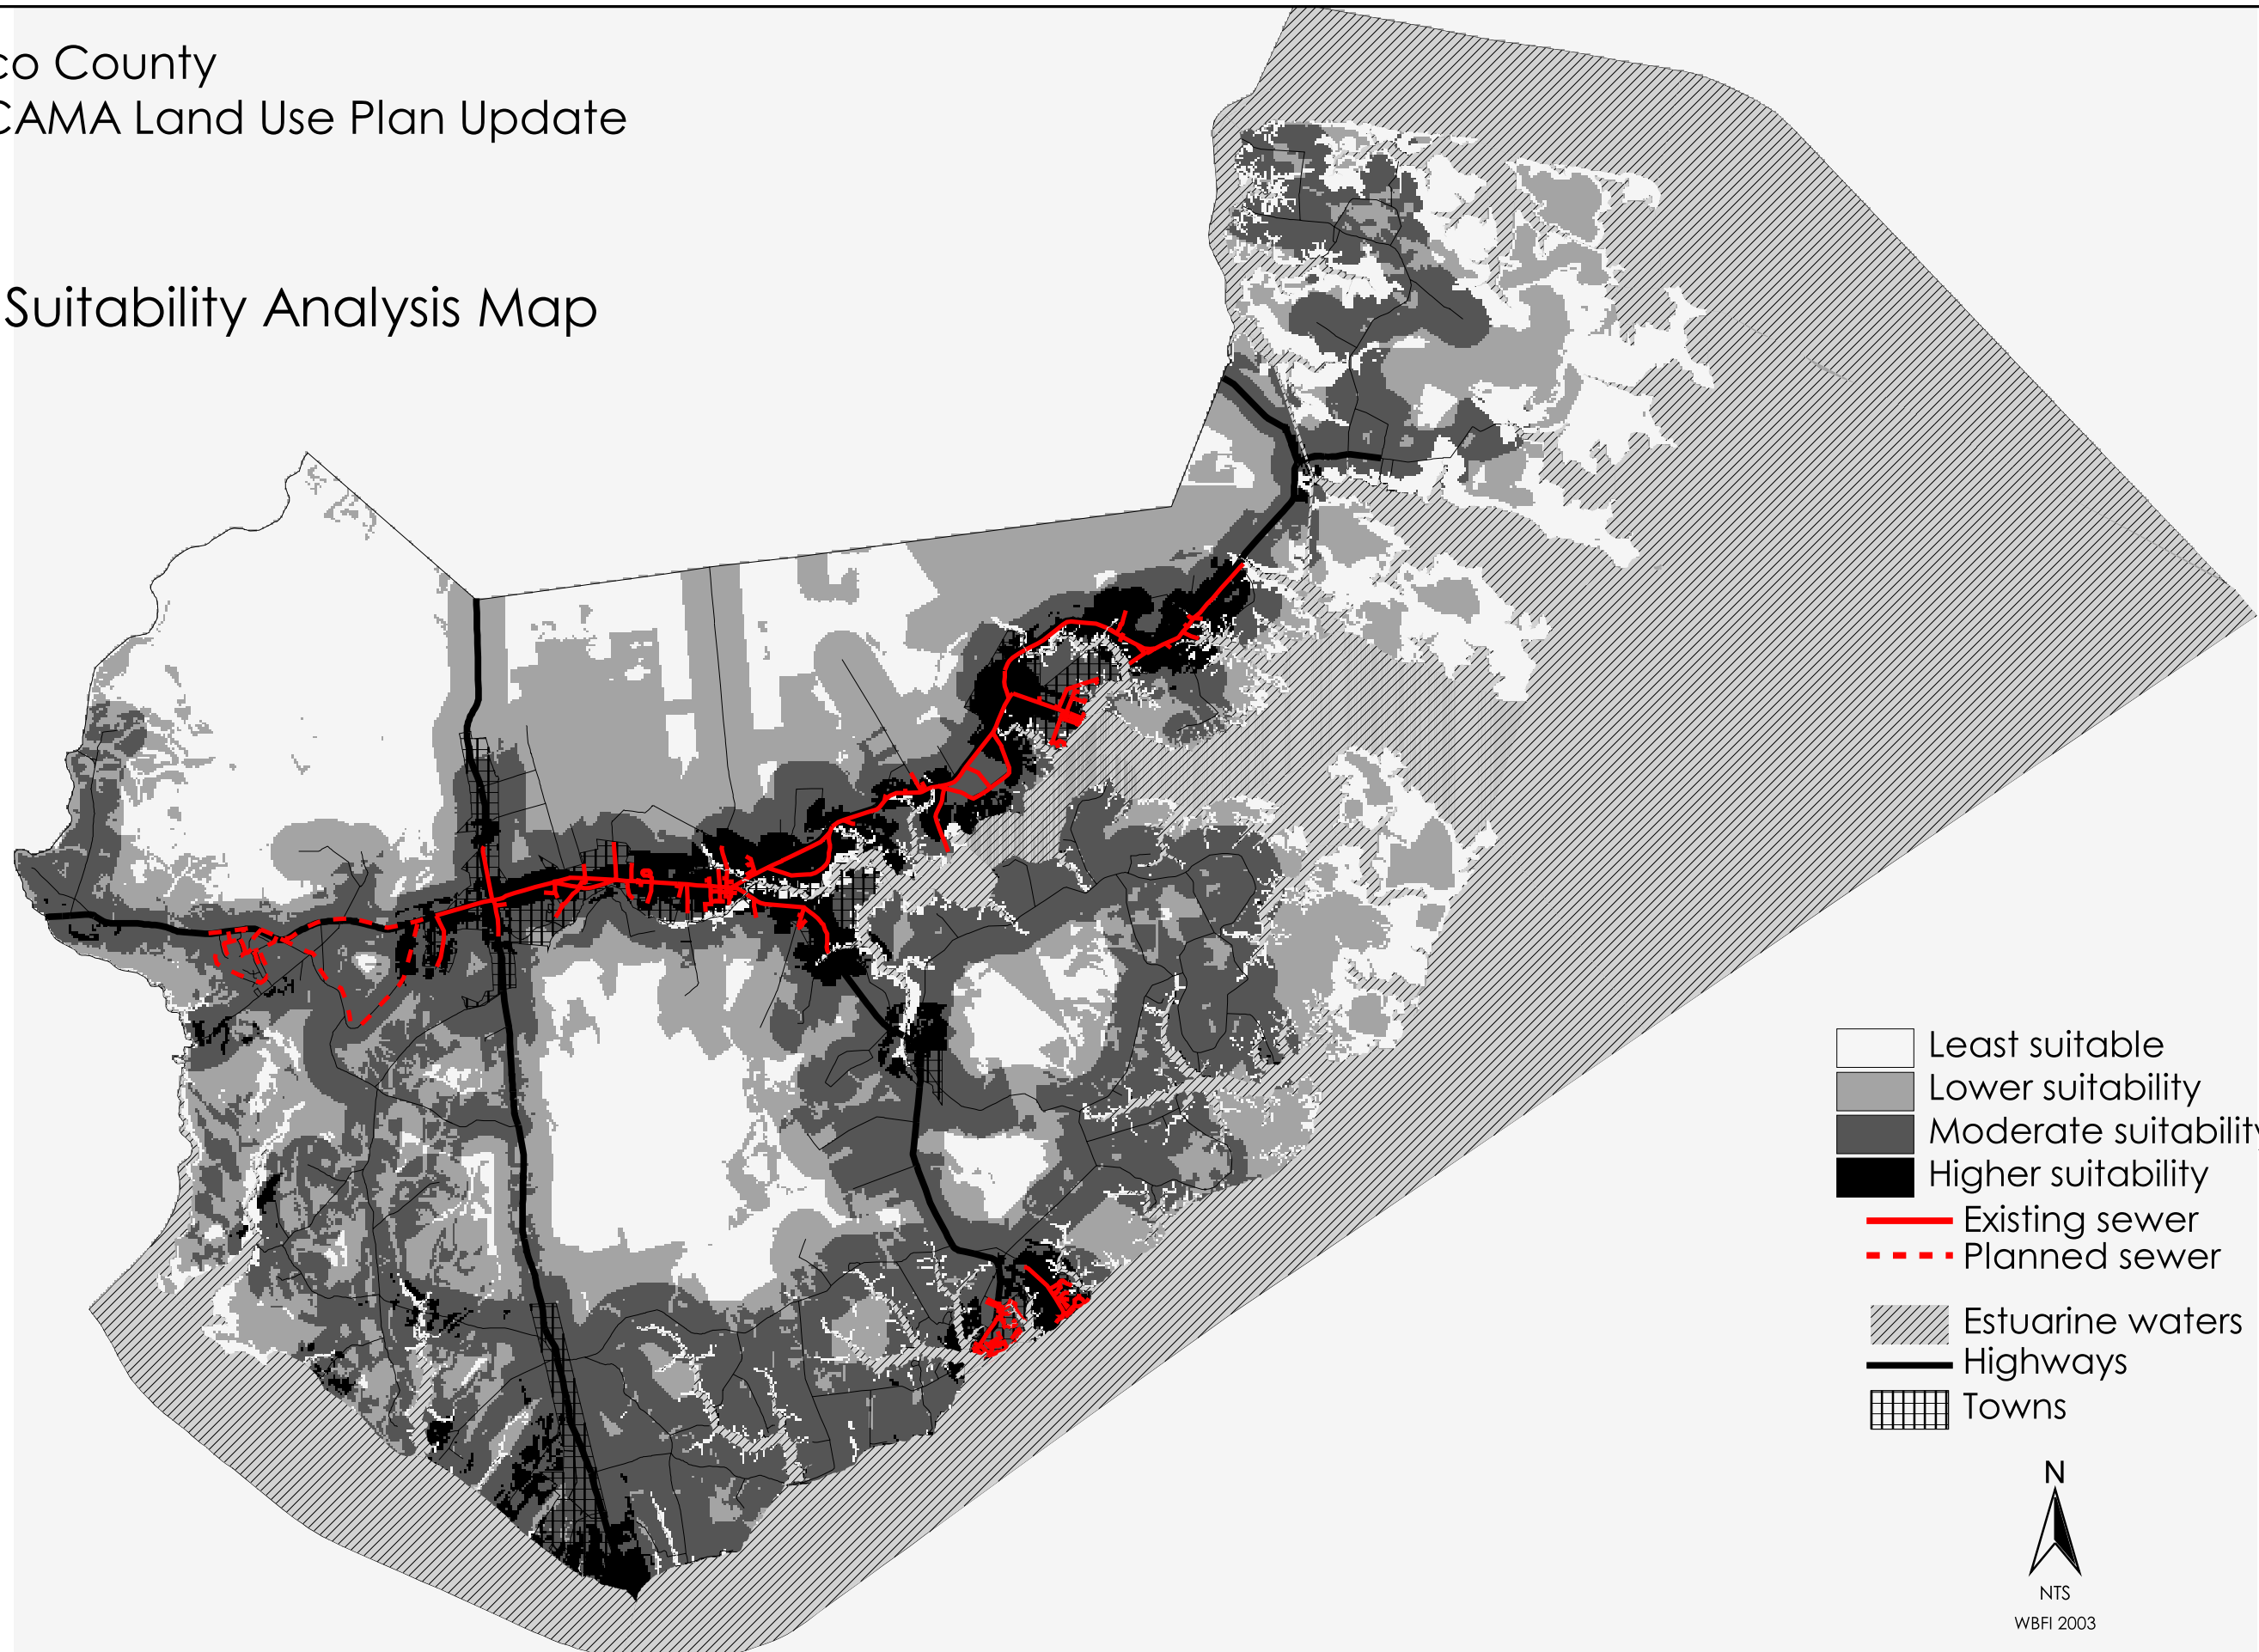 co County
CAMA Land Use Plan Update
Suitability Analysis Map
Least suitable
Lower suitability
Moderate suitability
Higher suitability
Existing sewer
Planned sewer
Estuarine waters
Highways
Towns
N
NTS
WBFI 2003